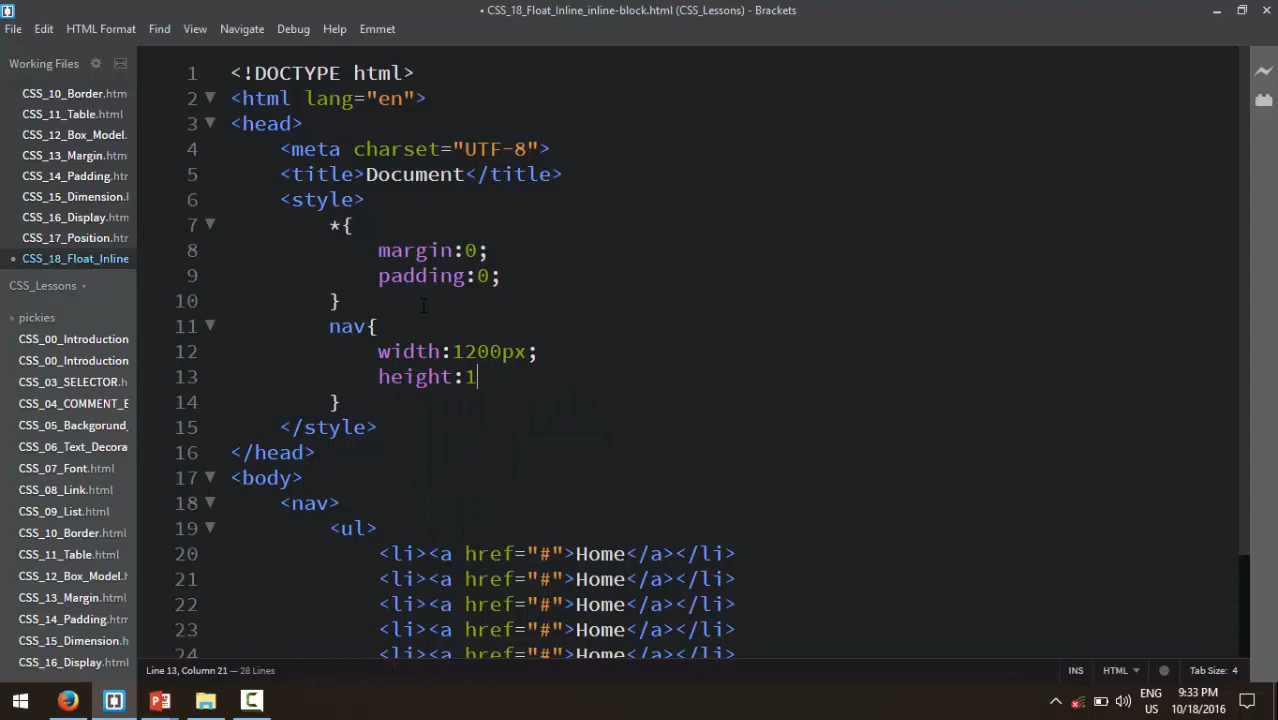 • CSS_18_Float_Inline_inline-block.html (CSS_Lessons) - Brackets
File Edit HTML Format Find View Navigate Debug Help Emmet
Working Files
CSS_10_Border.htm
CSS_11_Table.html
CSS_12_Box_Model.
CSS_13_Margin.htm
CSS_14_Padding.htm
CSS_15_Dimension.
CSS_16_Display.htm
CSS_17_Position.htr
• CSS_18_Float_Inline
CSS_Lessons
pickies
CSS_00_Introduction
CSS_00_Introduction
CSS_03_SELECTOR.
CSS_04_COMMENT_E
CSS_05_Backgorund_
CSS_06_Text_Decora
CSS_07_Font.html
CSS_08_Link.html
CSS_09_List.html
CSS_10_Border.html
CSS_11_Table.html
CSS_12_Box_Model.
CSS_13_Margin.html
CSS_14_Padding.htm
CSS_15_Dimension.
CSS_16_Display.html
1 <!DOCTYPE html>
2 <html lang="en">
3 <head>
4 <meta charset="UTF-8">
5 <title>Document</title>
6 <style>
7 *{
8 margin:0;
9 padding:0;
10 }
11 nav{
12 width:1200px;
13 height:1
14 }
15 </style>
16 </head>
17 <body>
18 <nav>
19 <ul>
20 <li><a href="#">Home</a></li>
21 <li><a href="#">Home</a></li>
22 <li><a href="#">Home</a></li>
23 <li><a href="#">Home</a></li>
24 <li><a href="#">Home</a></li>
Line 13, Column 21 — 28 Lines
INS HTML Tab Size: 4
ENG 9:33 PM
US 10/18/2016